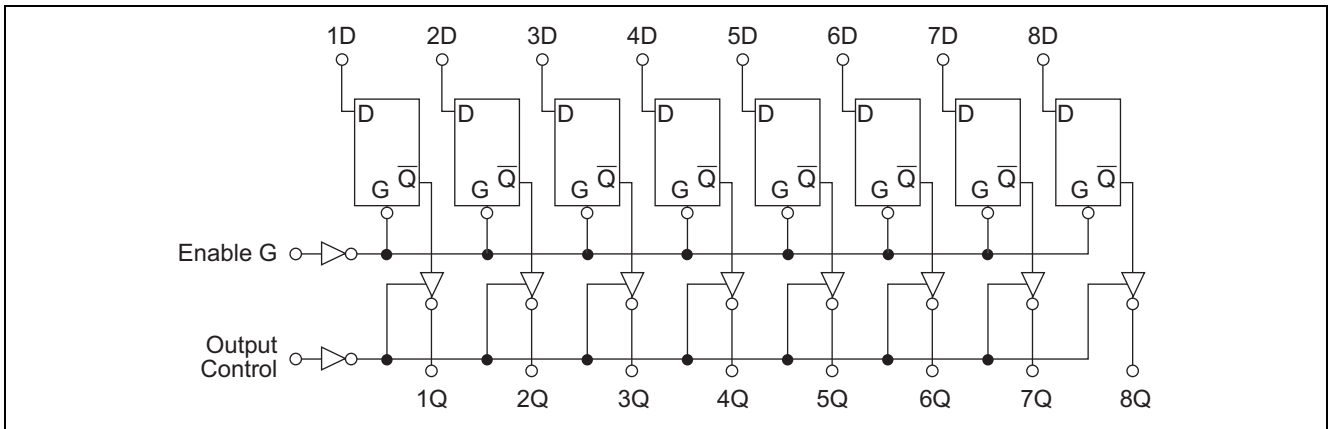 1D 2D 3D 4D 5D 6D 7D 8D
D D D D D D D D
Q̅ Q̅ Q̅ Q̅ Q̅ Q̅ Q̅ Q̅
G G G G G G G G
Enable G
Output
Control
1Q 2Q 3Q 4Q 5Q 6Q 7Q 8Q